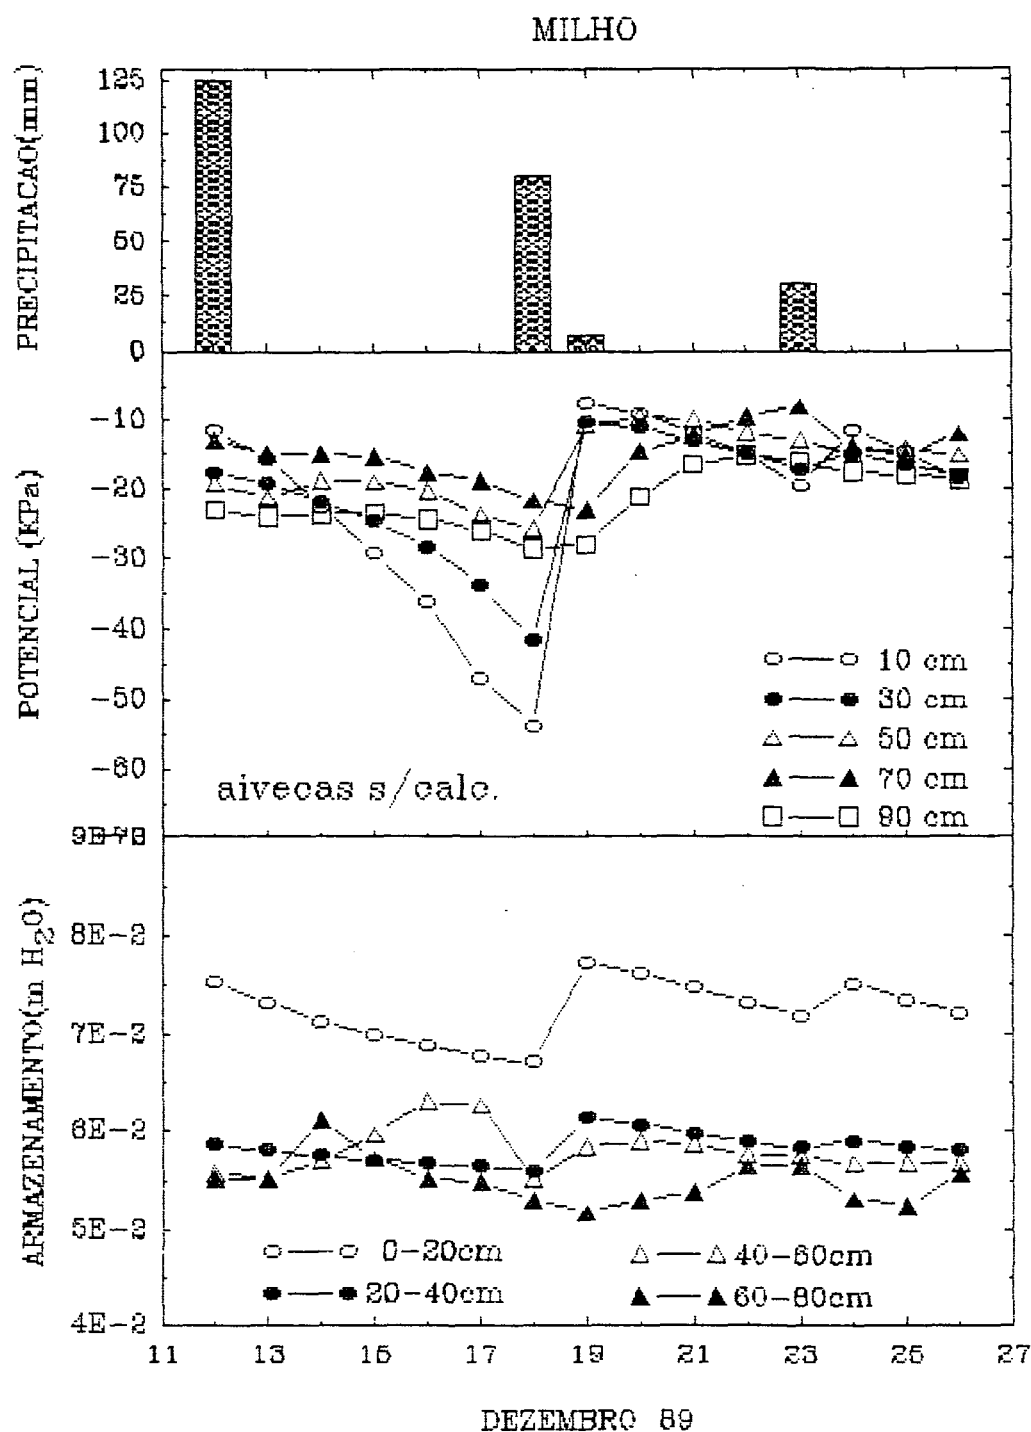 MILHO
PRECIPITACAO(mm)
125
100
75
50
25
0
POTENCIAL (KPa)
-10
-20
-30
-40
-50
-60
10 cm
30 cm
50 cm
70 cm
90 cm
aivecas s/calc.
ARMAZENAMENTO(m H2O)
8E-2
7E-2
6E-2
5E-2
4E-2
0-20cm
40-60cm
20-40cm
60-80cm
11 13 15 17 19 21 23 25 27
DEZEMBRO 89